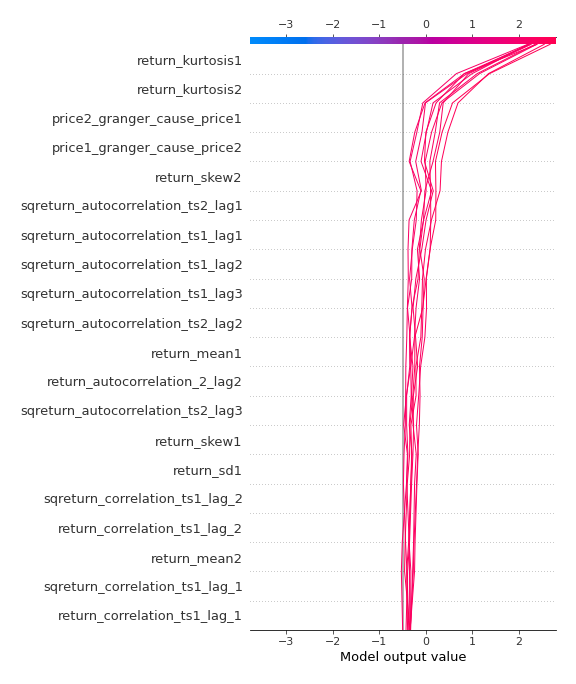 −3 −2 −1 0 1 2
return_kurtosis1
return_kurtosis2
price2_granger_cause_price1
price1_granger_cause_price2
return_skew2
sqreturn_autocorrelation_ts2_lag1
sqreturn_autocorrelation_ts1_lag1
sqreturn_autocorrelation_ts1_lag2
sqreturn_autocorrelation_ts1_lag3
sqreturn_autocorrelation_ts2_lag2
return_mean1
return_autocorrelation_2_lag2
sqreturn_autocorrelation_ts2_lag3
return_skew1
return_sd1
sqreturn_correlation_ts1_lag_2
return_correlation_ts1_lag_2
return_mean2
sqreturn_correlation_ts1_lag_1
return_correlation_ts1_lag_1
−3 −2 −1 0 1 2
Model output value